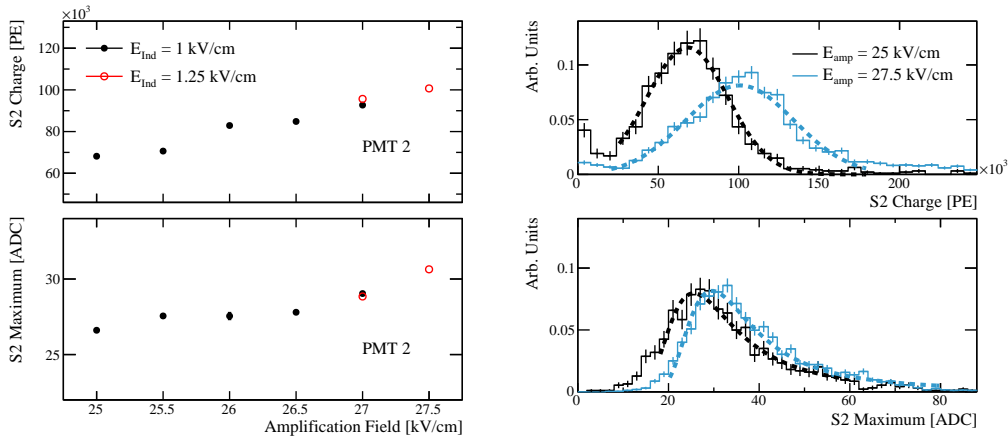 ×10³
S2 Charge [PE]
120
100
80
60
E_Ind = 1 kV/cm
E_Ind = 1.25 kV/cm
PMT 2
S2 Maximum [ADC]
30
25
PMT 2
25 25.5 26 26.5 27 27.5
Amplification Field [kV/cm]
Arb. Units
0.1
0.05
0
E_amp = 25 kV/cm
E_amp = 27.5 kV/cm
0 50 100 150 200
×10³
S2 Charge [PE]
Arb. Units
0.1
0.05
0
0 20 40 60 80
S2 Maximum [ADC]